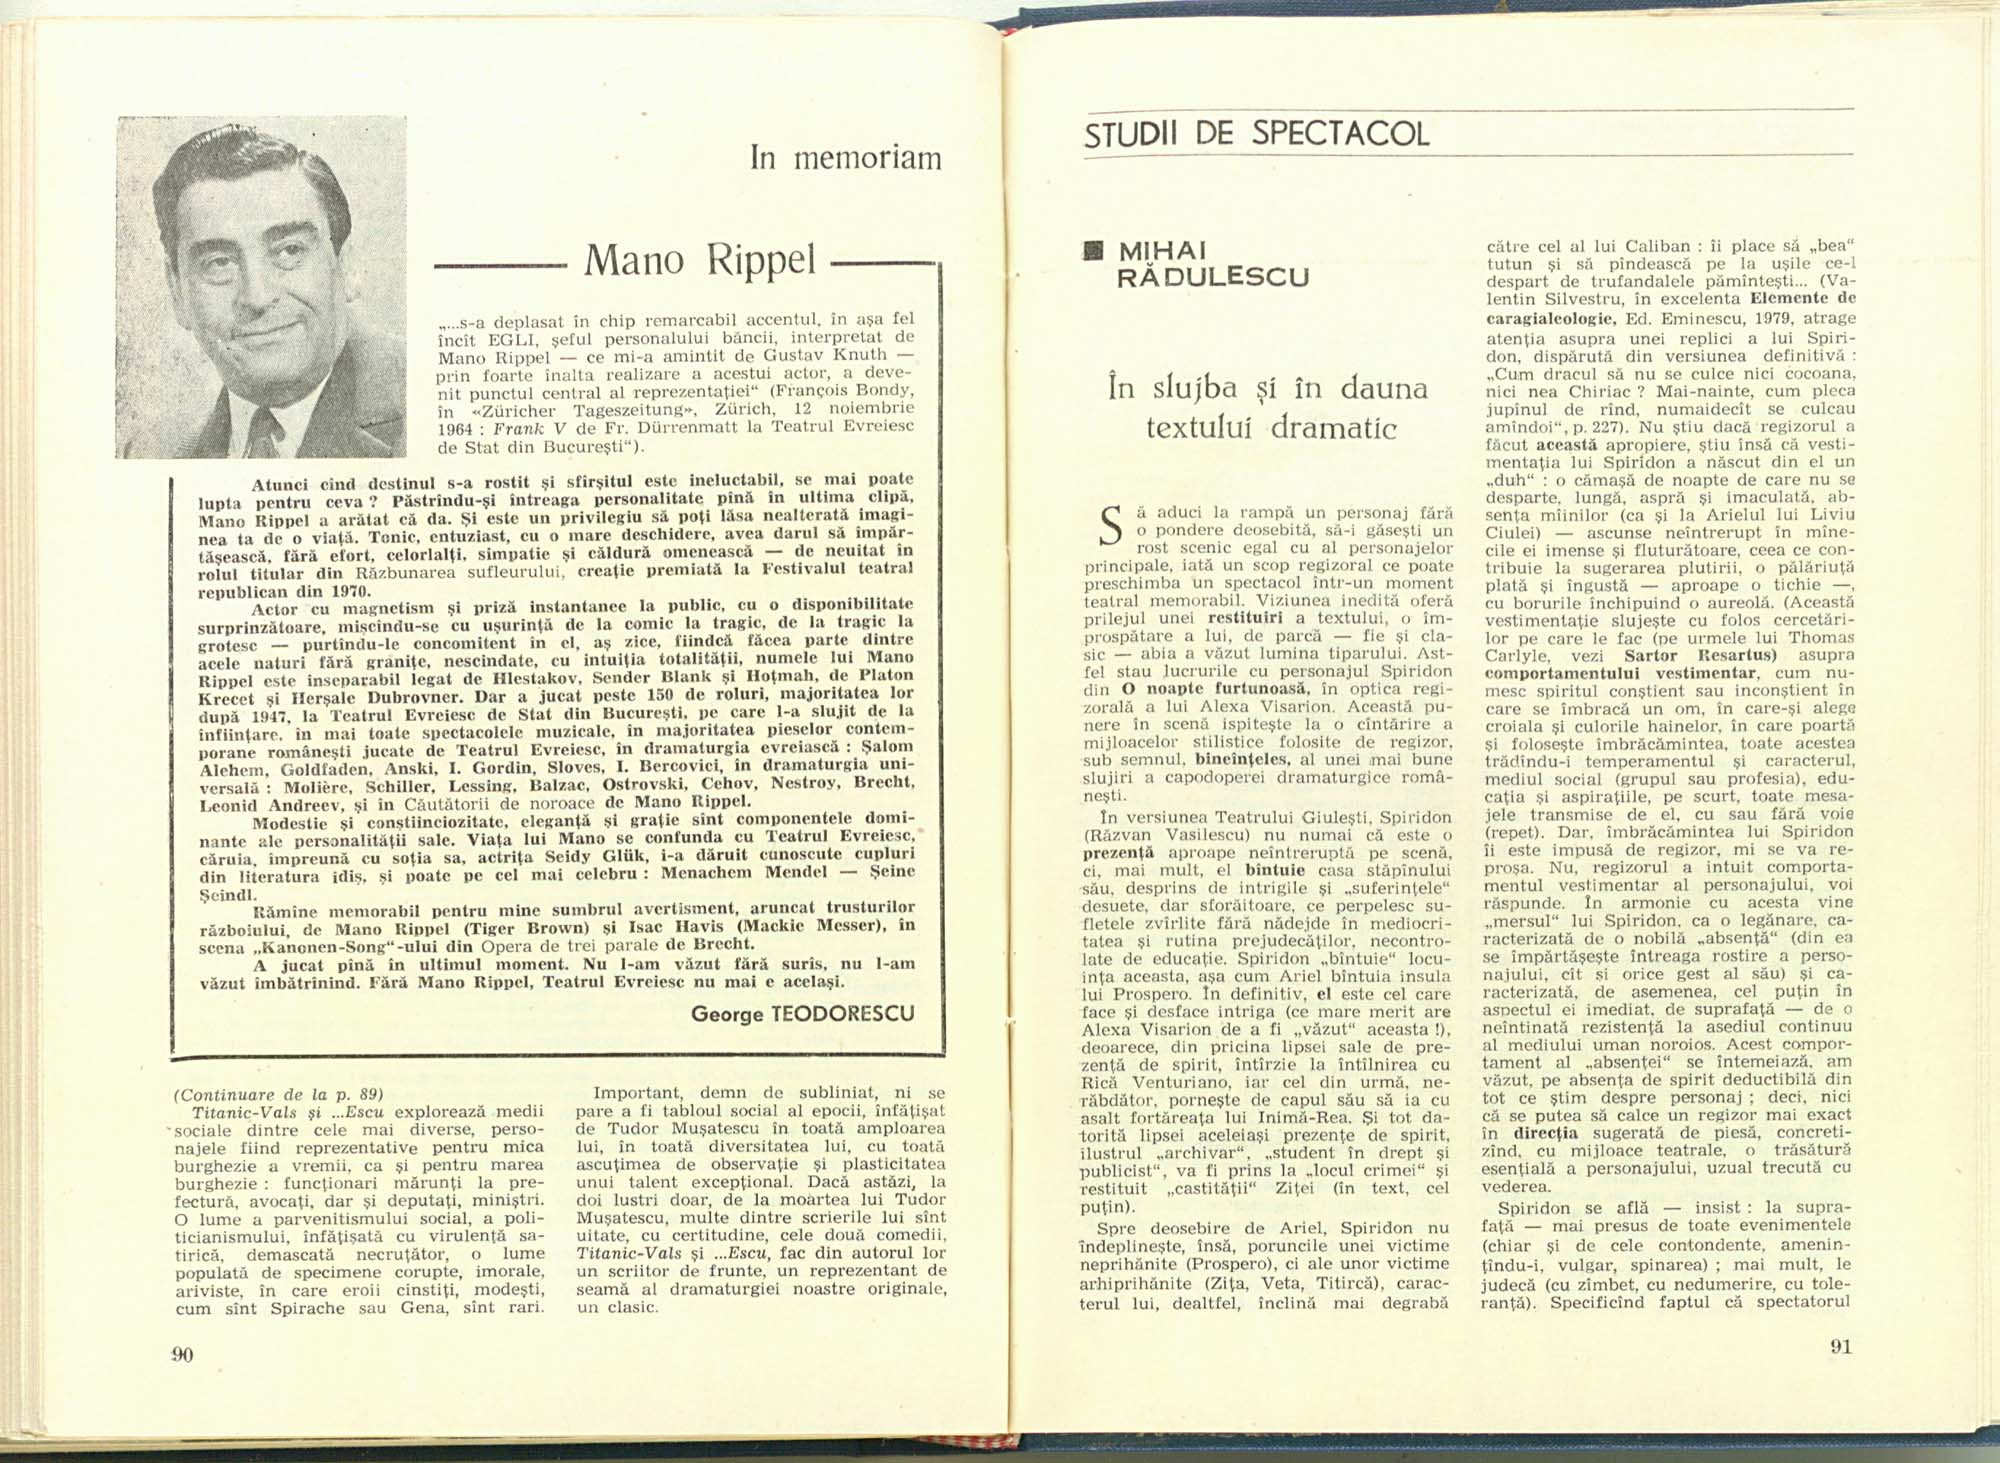 In memoriam
Mano Rippel
„...s-a deplasat în chip remarcabil accentul, în așa fel
încît EGLI, șeful personalului băncii, interpretat de
Mano Rippel — ce mi-a amintit de Gustav Knuth —
prin foarte înalta realizare a acestui actor, a deve-
nit punctul central al reprezentației“ (François Bondy,
în «Züricher Tageszeitung», Zürich, 12 noiembrie
1964 : Frank V de Fr. Dürrenmatt la Teatrul Evreiesc
de Stat din București“).
Atunci cînd destinul s-a rostit și sfîrșitul este ineluctabil, se mai poate
lupta pentru ceva ? Păstrîndu-și întreaga personalitate pînă în ultima clipă,
Mano Rippel a arătat că da. Și este un privilegiu să poți lăsa nealterată imagi-
nea ta de o viață. Tonic, entuziast, cu o mare deschidere, avea darul să împăr-
tășească, fără efort, celorlalți, simpatie și căldură omenească — de neuitat în
rolul titular din Răzbunarea sufleurului, creație premiată la Festivalul teatral
republican din 1970.
Actor cu magnetism și priză instantanee la public, cu o disponibilitate
surprinzătoare, mișcîndu-se cu ușurință de la comic la tragic, de la tragic la
grotesc — purtîndu-le concomitent în el, aș zice, fiindcă făcea parte dintre
acele naturi fără granițe, nescindate, cu intuiția totalității, numele lui Mano
Rippel este inseparabil legat de Hlestakov, Sender Blank și Hoțmah, de Platon
Krecet și Herșale Dubrovner. Dar a jucat peste 150 de roluri, majoritatea lor
după 1947, la Teatrul Evreiesc de Stat din București, pe care l-a slujit de la
înființare, în mai toate spectacolele muzicale, în majoritatea pieselor contem-
porane românești jucate de Teatrul Evreiesc, în dramaturgia evreiască : Șalom
Alehem, Goldfaden, Anski, I. Gordin, Sloves, I. Bercovici, în dramaturgia uni-
versală : Molière, Schiller, Lessing, Balzac, Ostrovski, Cehov, Nestroy, Brecht,
Leonid Andreev, și în Căutătorii de noroace de Mano Rippel.
Modestie și conștiinciozitate, eleganță și grație sînt componentele domi-
nante ale personalității sale. Viața lui Mano se confunda cu Teatrul Evreiesc,
căruia, împreună cu soția sa, actrița Seidy Glük, i-a dăruit cunoscute cupluri
din literatura idiș, și poate pe cel mai celebru : Menachem Mendel — Șeine
Șeindl.
Rămîne memorabil pentru mine sumbrul avertisment, aruncat trusturilor
războiului, de Mano Rippel (Tiger Brown) și Isac Havis (Mackie Messer), în
scena „Kanonen-Song“-ului din Opera de trei parale de Brecht.
A jucat pînă în ultimul moment. Nu l-am văzut fără surîs, nu l-am
văzut îmbătrînind. Fără Mano Rippel, Teatrul Evreiesc nu mai e același.
George TEODORESCU
(Continuare de la p. 89)
Titanic-Vals și ...Escu explorează medii
sociale dintre cele mai diverse, perso-
najele fiind reprezentative pentru mica
burghezie a vremii, ca și pentru marea
burghezie : funcționari mărunți la pre-
fectură, avocați, dar și deputați, miniștri.
O lume a parvenitismului social, a poli-
ticianismului, înfățișată cu virulență sa-
tirică, demascată necruțător, o lume
populată de specimene corupte, imorale,
ariviste, în care eroii cinstiți, modești,
cum sînt Spirache sau Gena, sînt rari.
Important, demn de subliniat, ni se
pare a fi tabloul social al epocii, înfățișat
de Tudor Mușatescu în toată amploarea
lui, în toată diversitatea lui, cu toată
ascuțimea de observație și plasticitatea
unui talent excepțional. Dacă astăzi, la
doi lustri doar, de la moartea lui Tudor
Mușatescu, multe dintre scrierile lui sînt
uitate, cu certitudine, cele două comedii,
Titanic-Vals și ...Escu, fac din autorul lor
un scriitor de frunte, un reprezentant de
seamă al dramaturgiei noastre originale,
un clasic.
90
STUDII DE SPECTACOL
■ MIHAI
RĂDULESCU
În slujba și în dauna
textului dramatic
Să aduci la rampă un personaj fără
o pondere deosebită, să-i găsești un
rost scenic egal cu al personajelor
principale, iată un scop regizoral ce poate
preschimba un spectacol într-un moment
teatral memorabil. Viziunea inedită oferă
prilejul unei restituiri a textului, o îm-
prospătare a lui, de parcă — fie și cla-
sic — abia a văzut lumina tiparului. Ast-
fel stau lucrurile cu personajul Spiridon
din O noapte furtunoasă, în optica regi-
zorală a lui Alexa Visarion. Această pu-
nere în scenă ispitește la o cîntărire a
mijloacelor stilistice folosite de regizor,
sub semnul, bineînțeles, al unei mai bune
slujiri a capodoperei dramaturgice româ-
nești.
În versiunea Teatrului Giulești, Spiridon
(Răzvan Vasilescu) nu numai că este o
prezență aproape neîntreruptă pe scenă,
ci, mai mult, el bîntuie casa stăpînului
său, desprins de intrigile și „suferințele“
desuete, dar sforăitoare, ce perpelesc su-
fletele zvîrlite fără nădejde în mediocri-
tatea și rutina prejudecăților, necontro-
late de educație. Spiridon „bîntuie“ locu-
ința aceasta, așa cum Ariel bîntuia insula
lui Prospero. În definitiv, el este cel care
face și desface intriga (ce mare merit are
Alexa Visarion de a fi „văzut“ aceasta !),
deoarece, din pricina lipsei sale de pre-
zență de spirit, întîrzie la întîlnirea cu
Rică Venturiano, iar cel din urmă, ne-
răbdător, pornește de capul său să ia cu
asalt fortăreața lui Inimă-Rea. Și tot da-
torită lipsei aceleiași prezențe de spirit,
ilustrul „archivar“, „student în drept și
publicist“, va fi prins la „locul crimei“ și
restituit „castității“ Ziței (în text, cel
puțin).
Spre deosebire de Ariel, Spiridon nu
îndeplinește, însă, poruncile unei victime
neprihănite (Prospero), ci ale unor victime
arhiprihănite (Zița, Veta, Titircă), carac-
terul lui, dealtfel, înclină mai degrabă
către cel al lui Caliban : îi place să „bea“
tutun și să pîndească pe la ușile ce-l
despart de trufandalele pămîntești... (Va-
lentin Silvestru, în excelenta Elemente de
caragialeologie, Ed. Eminescu, 1979, atrage
atenția asupra unei replici a lui Spiri-
don, dispărută din versiunea definitivă :
„Cum dracul să nu se culce nici cocoana,
nici nea Chiriac ? Mai-nainte, cum pleca
jupînul de rînd, numaidecît se culcau
amîndoi“, p. 227). Nu știu dacă regizorul a
făcut această apropiere, știu însă că vesti-
mentația lui Spiridon a născut din el un
„duh“ : o cămașă de noapte de care nu se
desparte, lungă, aspră și imaculată, ab-
sența mîinilor (ca și la Arielul lui Liviu
Ciulei) — ascunse neîntrerupt în mîne-
cile ei imense și fluturătoare, ceea ce con-
tribuie la sugerarea plutirii, o pălăriuță
plată și îngustă — aproape o tichie —,
cu borurile închipuind o aureolă. (Această
vestimentație slujește cu folos cercetări-
lor pe care le fac (pe urmele lui Thomas
Carlyle, vezi Sartor Resartus) asupra
comportamentului vestimentar, cum nu-
mesc spiritul conștient sau inconștient în
care se îmbracă un om, în care-și alege
croiala și culorile hainelor, în care poartă
și folosește îmbrăcămintea, toate acestea
trădîndu-i temperamentul și caracterul,
mediul social (grupul sau profesia), edu-
cația și aspirațiile, pe scurt, toate mesa-
jele transmise de el, cu sau fără voie
(repet). Dar, îmbrăcămintea lui Spiridon
îi este impusă de regizor, mi se va re-
proșa. Nu, regizorul a intuit comporta-
mentul vestimentar al personajului, voi
răspunde. În armonie cu acesta vine
„mersul“ lui Spiridon, ca o legănare, ca-
racterizată de o nobilă „absență“ (din ea
se împărtășește întreaga rostire a perso-
najului, cît și orice gest al său) și ca-
racterizată, de asemenea, cel puțin în
aspectul ei imediat, de suprafață — de o
neîntinată rezistență la asediul continuu
al mediului uman noroios. Acest compor-
tament al „absenței“ se întemeiază, am
văzut, pe absența de spirit deductibilă din
tot ce știm despre personaj ; deci, nici
că se putea să calce un regizor mai exact
în direcția sugerată de piesă, concreti-
zînd, cu mijloace teatrale, o trăsătură
esențială a personajului, uzual trecută cu
vederea.
Spiridon se află — insist : la supra-
față — mai presus de toate evenimentele
(chiar și de cele contondente, amenin-
țîndu-i, vulgar, spinarea) ; mai mult, le
judecă (cu zîmbet, cu nedumerire, cu tole-
ranță). Specificînd faptul că spectatorul
91